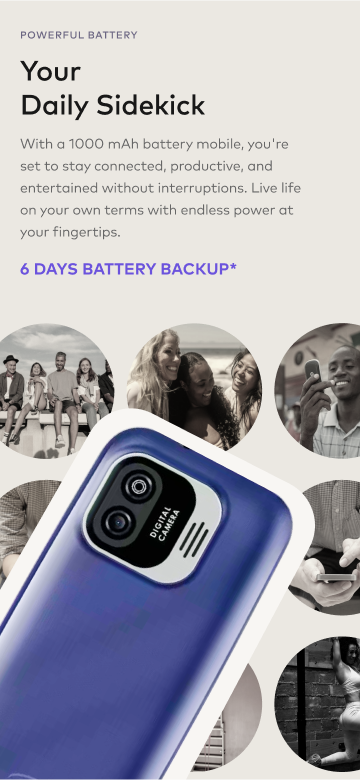 POWERFUL BATTERY
Your
Daily Sidekick
With a 1000 mAh battery mobile, you're
set to stay connected, productive, and
entertained without interruptions. Live life
on your own terms with endless power at
your fingertips.
6 DAYS BATTERY BACKUP*
DIGITAL
CAMERA